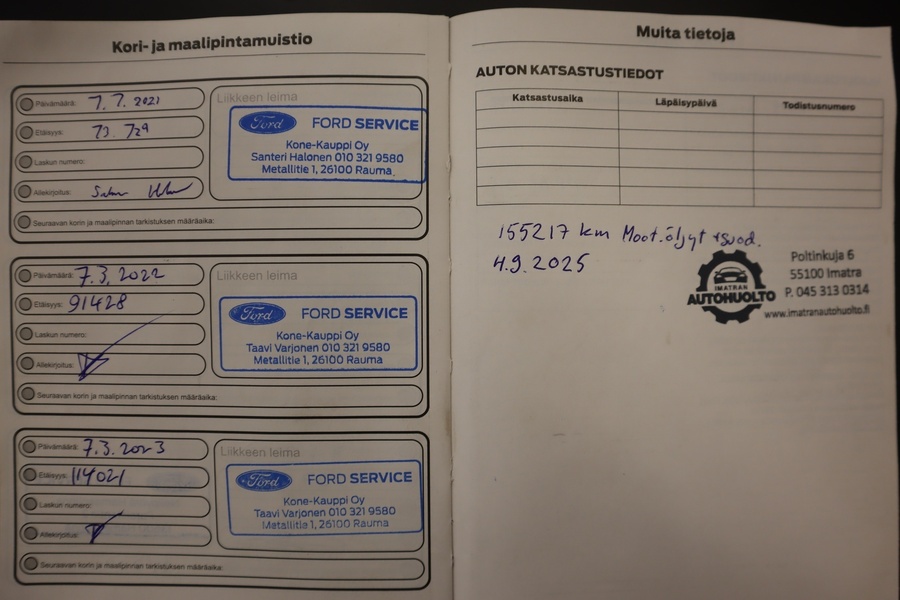 Kori- ja maalipintamuistio
Päivämäärä: 7.7.2021
Etäisyys: 73.729
Laskun numero:
Allekirjoitus:
Seuraavan korin ja maalipinnan tarkistuksen määräaika:
Liikkeen leima
Ford FORD SERVICE
Kone-Kauppi Oy
Santeri Halonen 010 321 9580
Metallitie 1, 26100 Rauma
Päivämäärä: 7.3.2022
Etäisyys: 91428
Laskun numero:
Allekirjoitus:
Seuraavan korin ja maalipinnan tarkistuksen määräaika:
Liikkeen leima
Ford FORD SERVICE
Kone-Kauppi Oy
Taavi Varjonen 010 321 9580
Metallitie 1, 26100 Rauma
Päivämäärä: 7.3.2023
Etäisyys: 114021
Laskun numero:
Allekirjoitus:
Seuraavan korin ja maalipinnan tarkistuksen määräaika:
Liikkeen leima
Ford FORD SERVICE
Kone-Kauppi Oy
Taavi Varjonen 010 321 9580
Metallitie 1, 26100 Rauma
Muita tietoja
AUTON KATSASTUSTIEDOT
Katsastusaika Läpäisypäivä Todistusnumero
155217 km Moot.öljyt +suod.
4.9.2025
IMATRAN
AUTOHUOLTO
Poltinkuja 6
55100 Imatra
P. 045 313 0314
www.imatranautohuolto.fi